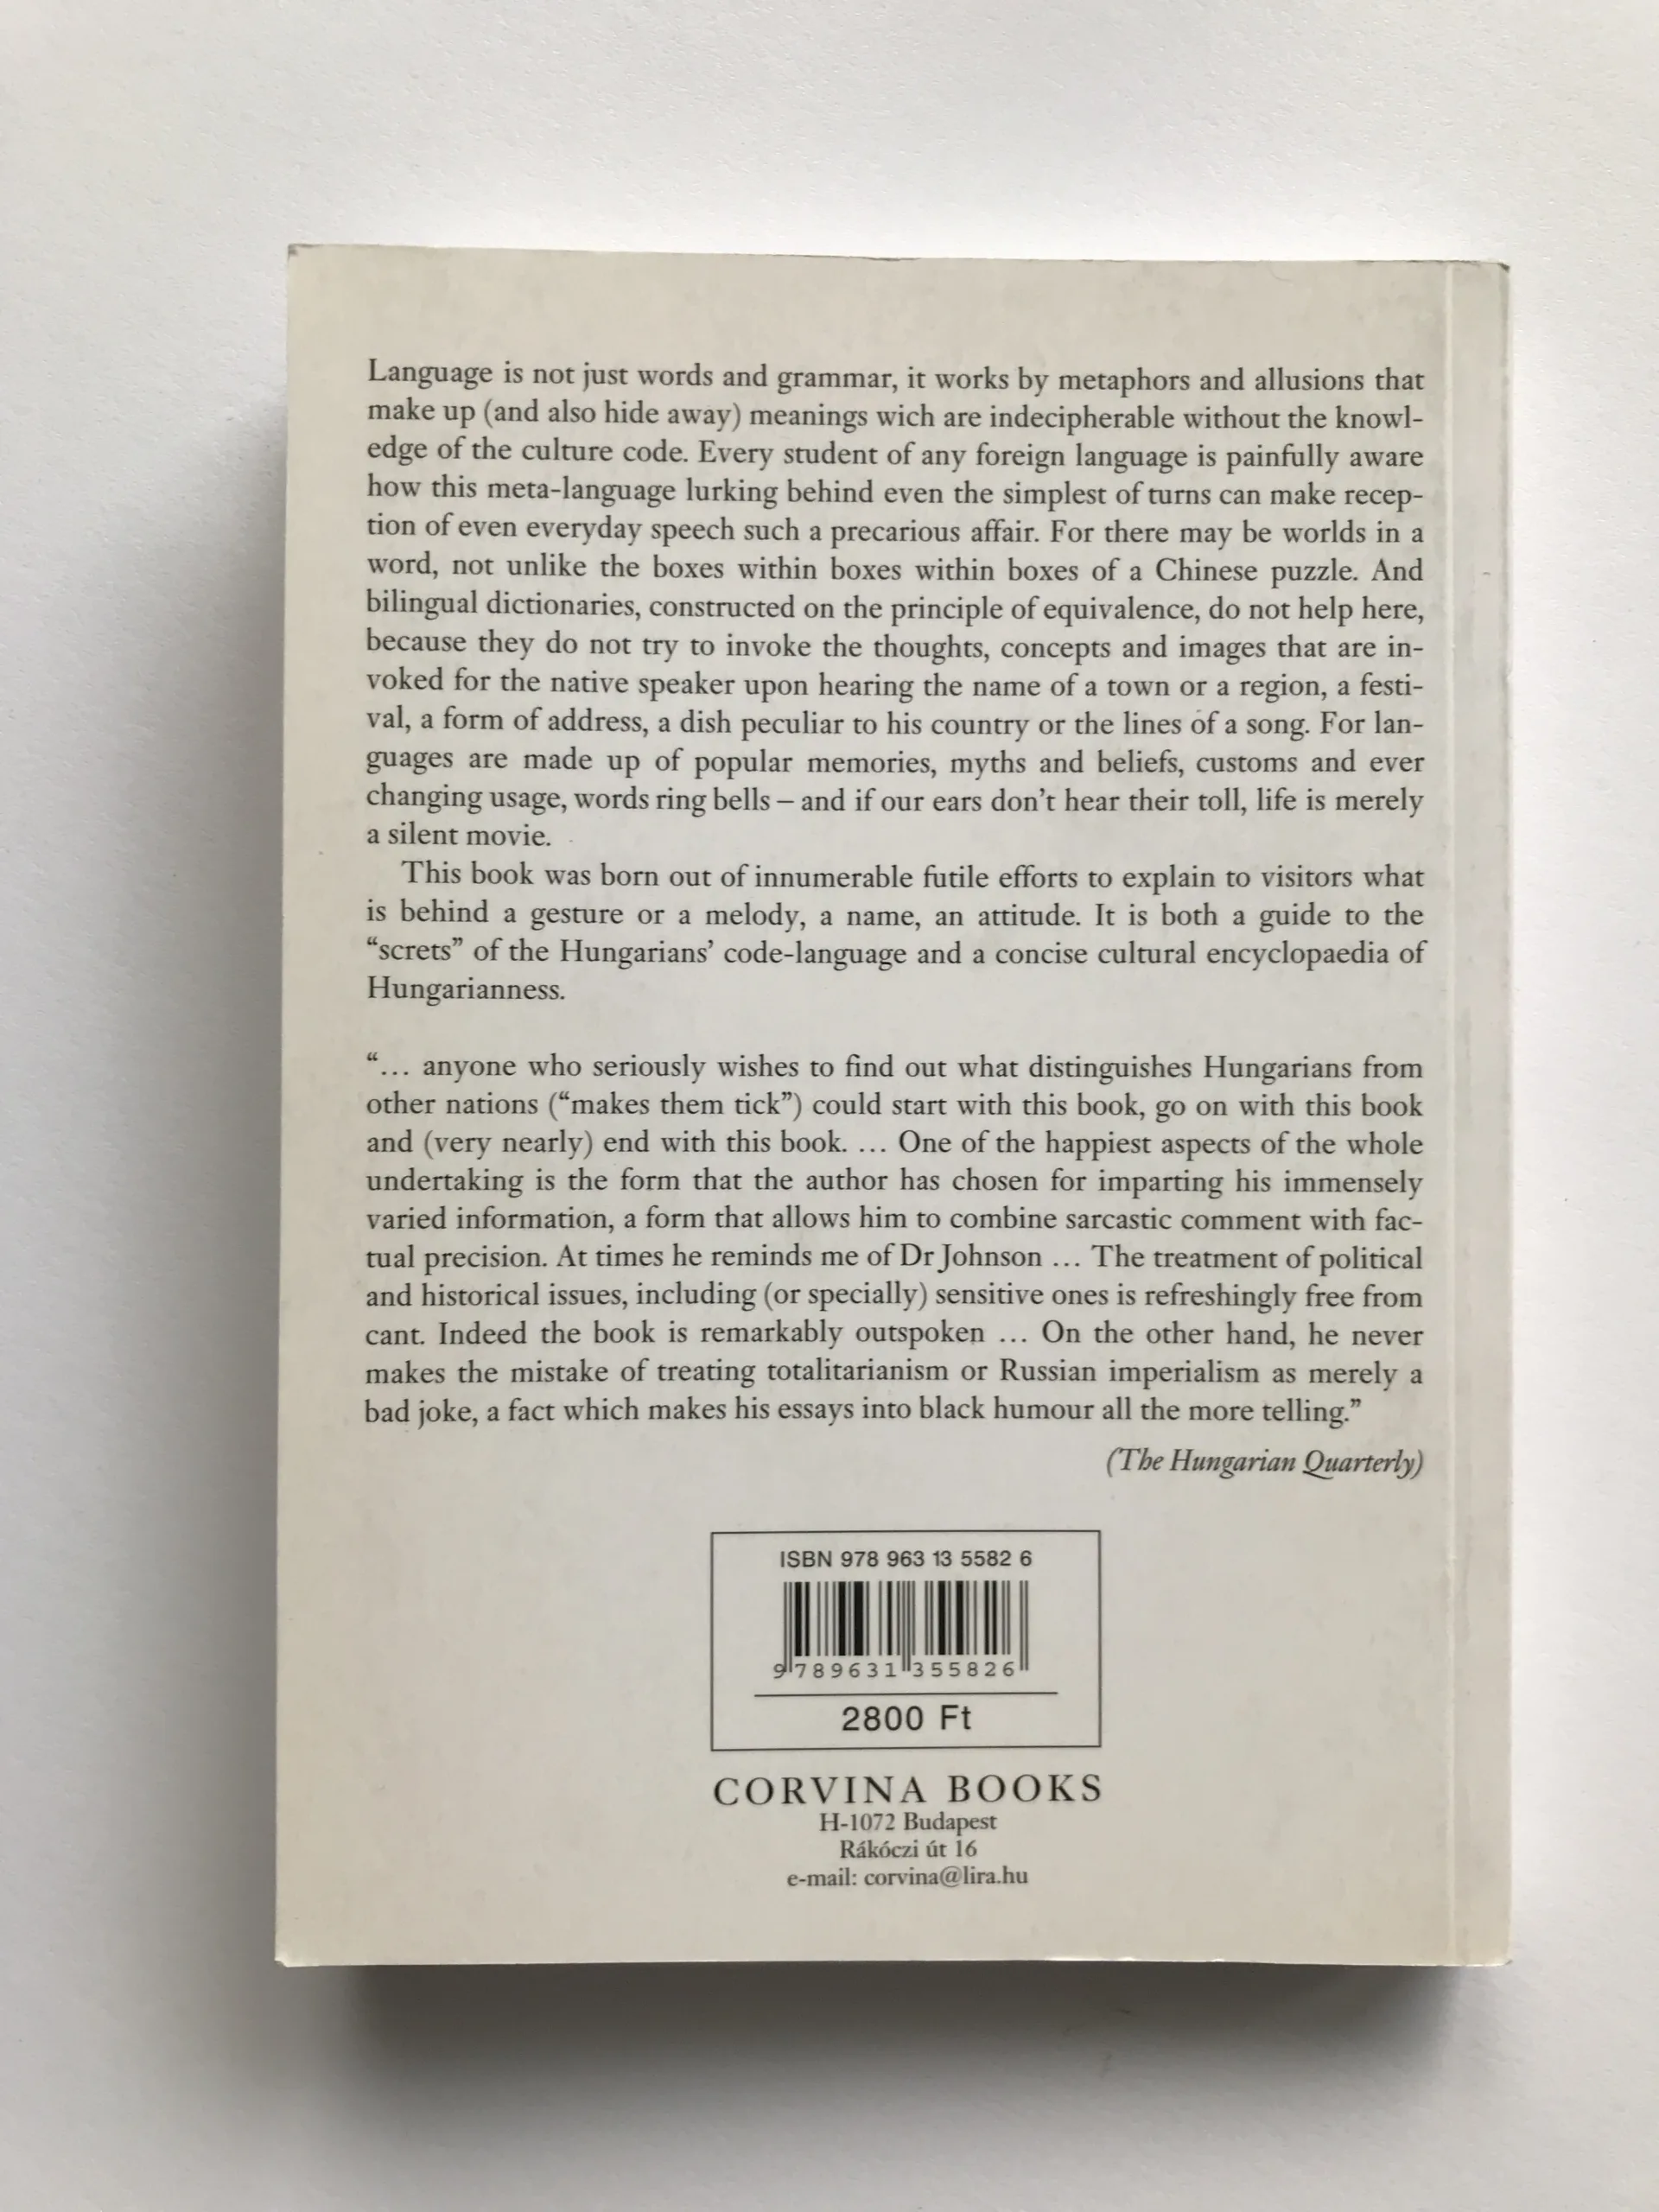 Language is not just words and grammar, it works by metaphors and allusions that
make up (and also hide away) meanings wich are indecipherable without the knowl-
edge of the culture code. Every student of any foreign language is painfully aware
how this meta-language lurking behind even the simplest of turns can make recep-
tion of even everyday speech such a precarious affair. For there may be worlds in a
word, not unlike the boxes within boxes within boxes of a Chinese puzzle. And
bilingual dictionaries, constructed on the principle of equivalence, do not help here,
because they do not try to invoke the thoughts, concepts and images that are in-
voked for the native speaker upon hearing the name of a town or a region, a festi-
val, a form of address, a dish peculiar to his country or the lines of a song. For lan-
guages are made up of popular memories, myths and beliefs, customs and ever
changing usage, words ring bells – and if our ears don't hear their toll, life is merely
a silent movie.
This book was born out of innumerable futile efforts to explain to visitors what
is behind a gesture or a melody, a name, an attitude. It is both a guide to the
“screts” of the Hungarians’ code-language and a concise cultural encyclopaedia of
Hungarianness.
“... anyone who seriously wishes to find out what distinguishes Hungarians from
other nations (“makes them tick”) could start with this book, go on with this book
and (very nearly) end with this book. ... One of the happiest aspects of the whole
undertaking is the form that the author has chosen for imparting his immensely
varied information, a form that allows him to combine sarcastic comment with fac-
tual precision. At times he reminds me of Dr Johnson ... The treatment of political
and historical issues, including (or specially) sensitive ones is refreshingly free from
cant. Indeed the book is remarkably outspoken ... On the other hand, he never
makes the mistake of treating totalitarianism or Russian imperialism as merely a
bad joke, a fact which makes his essays into black humour all the more telling.”
(The Hungarian Quarterly)
ISBN 978 963 13 5582 6
9 789631 355826
2800 Ft
CORVINA BOOKS
H-1072 Budapest
Rákóczi út 16
e-mail: corvina@lira.hu